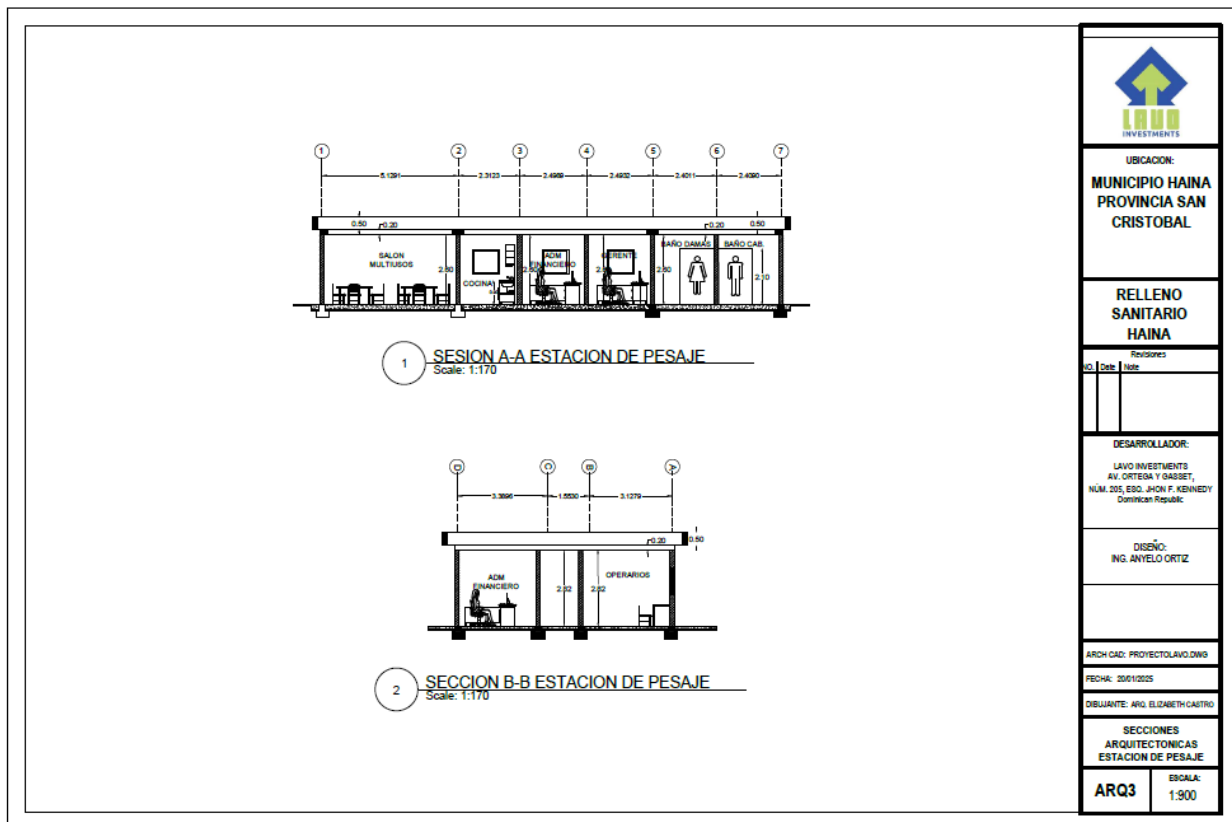 1 2 3 4 5 6 7
5.1291 2.3123 2.4969 2.4932 2.4011 2.4090
0.50 0.20 0.20 0.50
SALON
MULTIUSOS
2.60
COCINA
2.60
ADM
FINANCIERO
GERENTE
2.60
BAÑO DAMAS
BAÑO CAB.
2.10
1
SESION A-A ESTACION DE PESAJE
Scale: 1:170
D C B A
3.3696 1.5530 3.1279
0.20 0.50
ADM
FINANCIERO
2.62
2.62
OPERARIOS
2
SECCION B-B ESTACION DE PESAJE
Scale: 1:170
LAVO
INVESTMENTS
UBICACION:
MUNICIPIO HAINA
PROVINCIA SAN
CRISTOBAL
RELLENO
SANITARIO
HAINA
Revisiones
NO. Date Note
DESARROLLADOR:
LAVO INVESTMENTS
AV. ORTEGA Y GASSET,
NÚM. 205, ESQ. JHON F. KENNEDY
Dominican Republic
DISEÑO:
ING. ANYELO ORTIZ
ARCH CAD: PROYECTOLAVO.DWG
FECHA: 20/01/2025
DIBUJANTE: ARQ. ELIZABETH CASTRO
SECCIONES
ARQUITECTONICAS
ESTACION DE PESAJE
ARQ3
ESCALA:
1:900